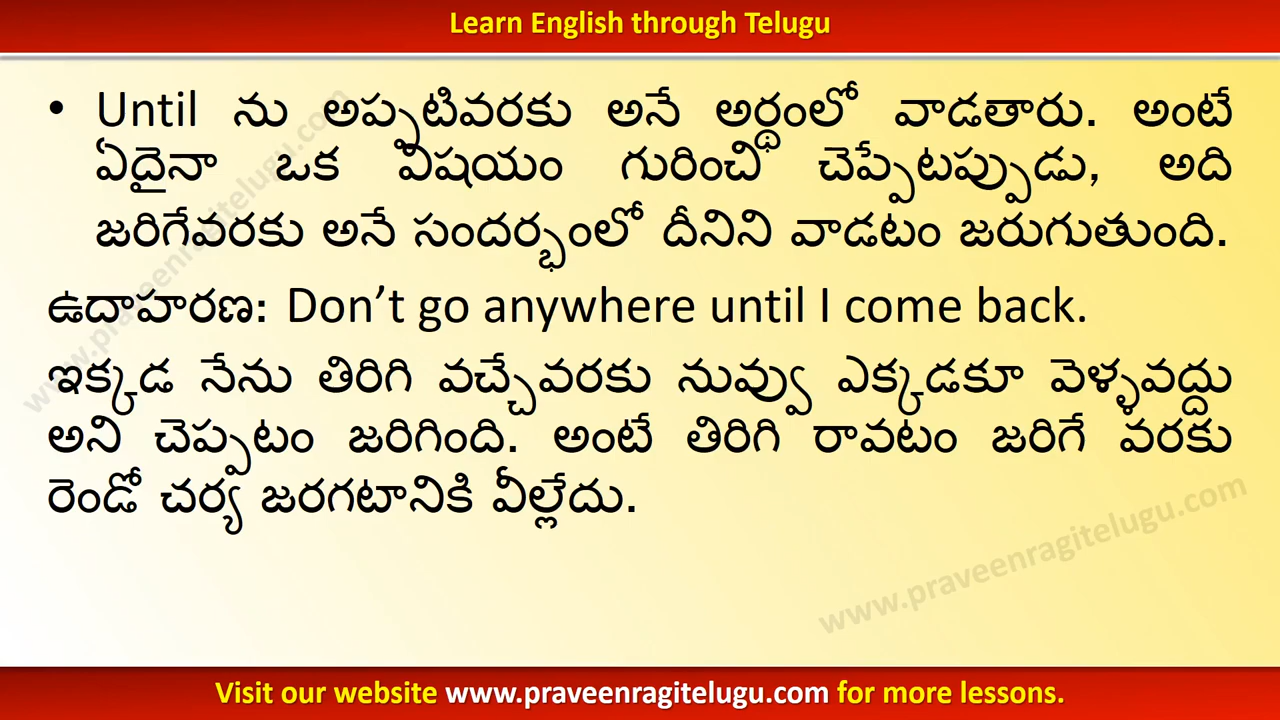 Learn English through Telugu
• Until ను అప్పటివరకు అనే అర్థంలో వాడతారు. అంటే
ఏదైనా ఒక విషయం గురించి చెప్పేటప్పుడు, అది
జరిగేవరకు అనే సందర్భంలో దీనిని వాడటం జరుగుతుంది.
ఉదాహరణ: Don’t go anywhere until I come back.
ఇక్కడ నేను తిరిగి వచ్చేవరకు నువ్వు ఎక్కడకూ వెళ్ళవద్దు
అని చెప్పటం జరిగింది. అంటే తిరిగి రావటం జరిగే వరకు
రెండో చర్య జరగటానికి వీల్లేదు.
www.praveenragitelugu.com
www.praveenragitelugu.com
Visit our website www.praveenragitelugu.com for more lessons.